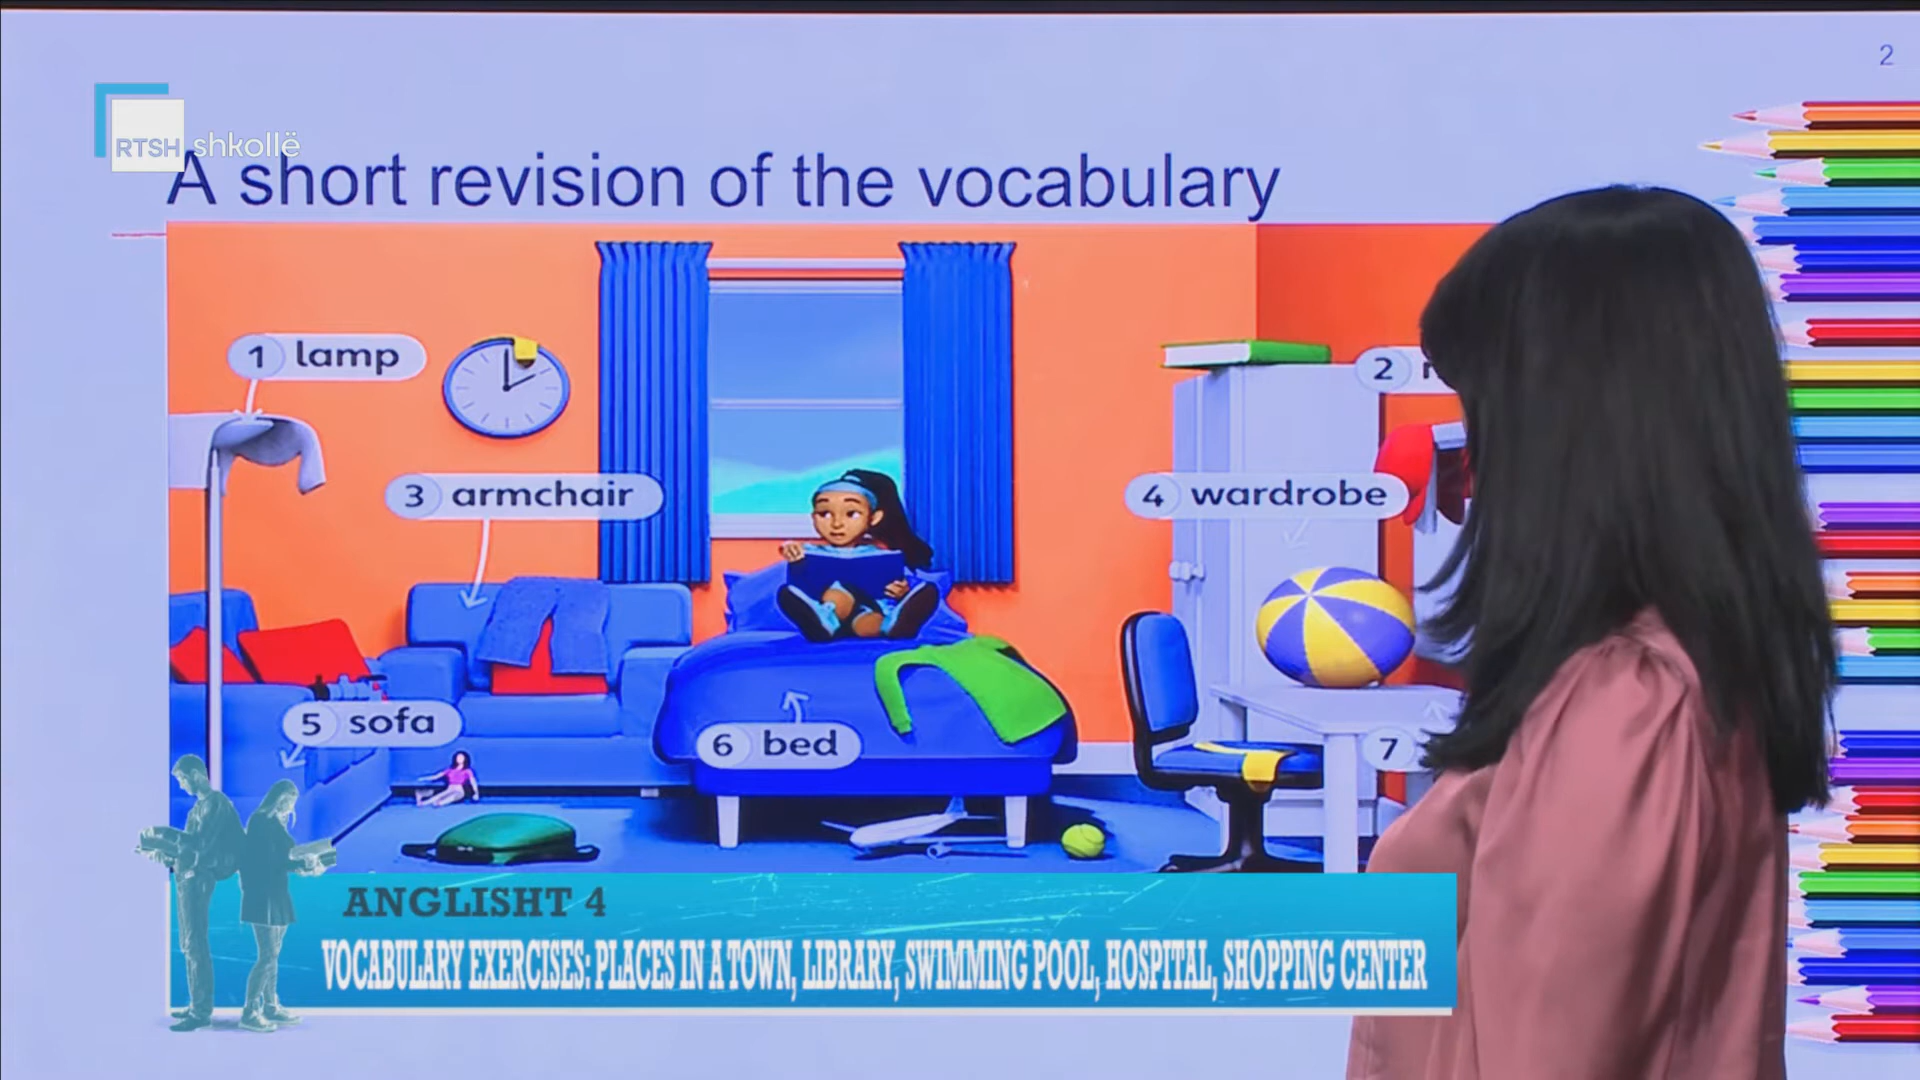 2
RTSH shkollë
A short revision of the vocabulary
1 lamp
2
3 armchair
4 wardrobe
5 sofa
6 bed
7
ANGLISHT 4
VOCABULARY EXERCISES: PLACES IN A TOWN, LIBRARY, SWIMMING POOL, HOSPITAL, SHOPPING CENTER